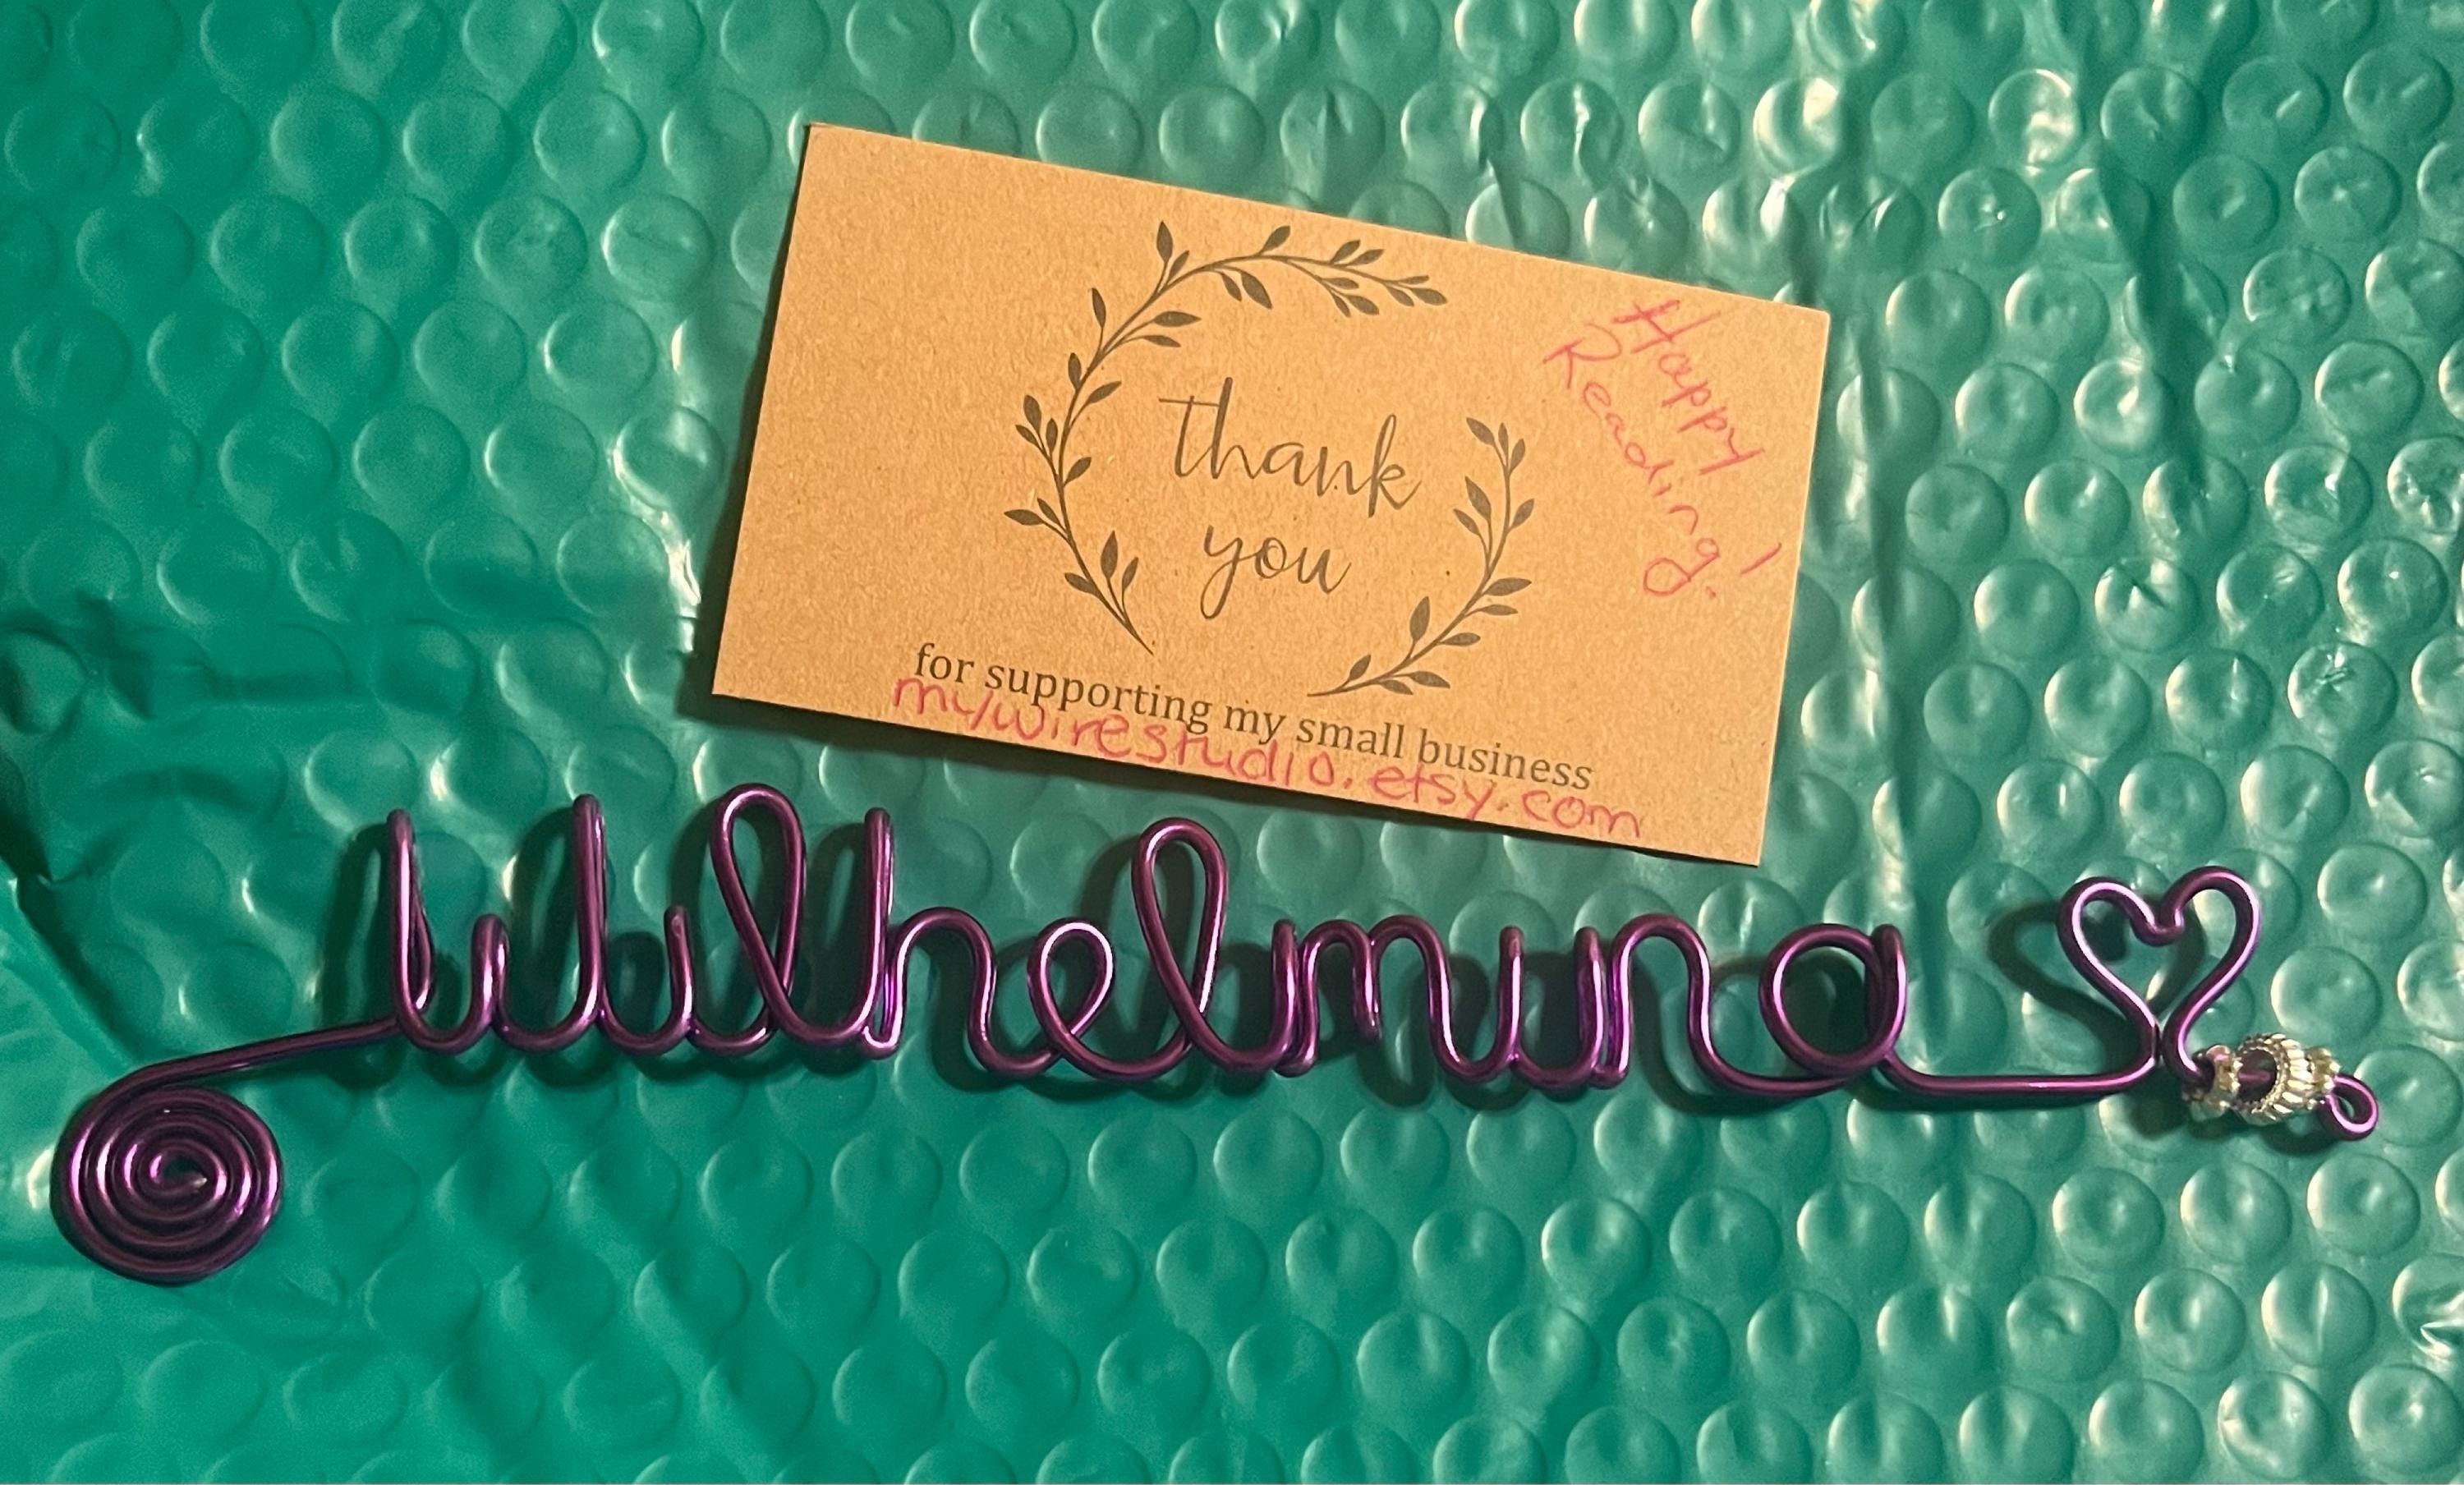 Happy
Reading!
thank
you
for supporting my small business
mywirestudio.etsy.com
Wilhelmina